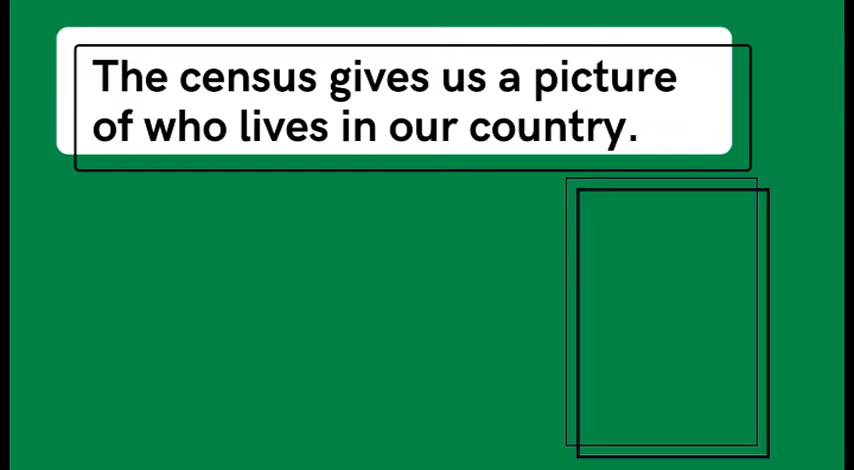 The census gives us a picture
of who lives in our country.